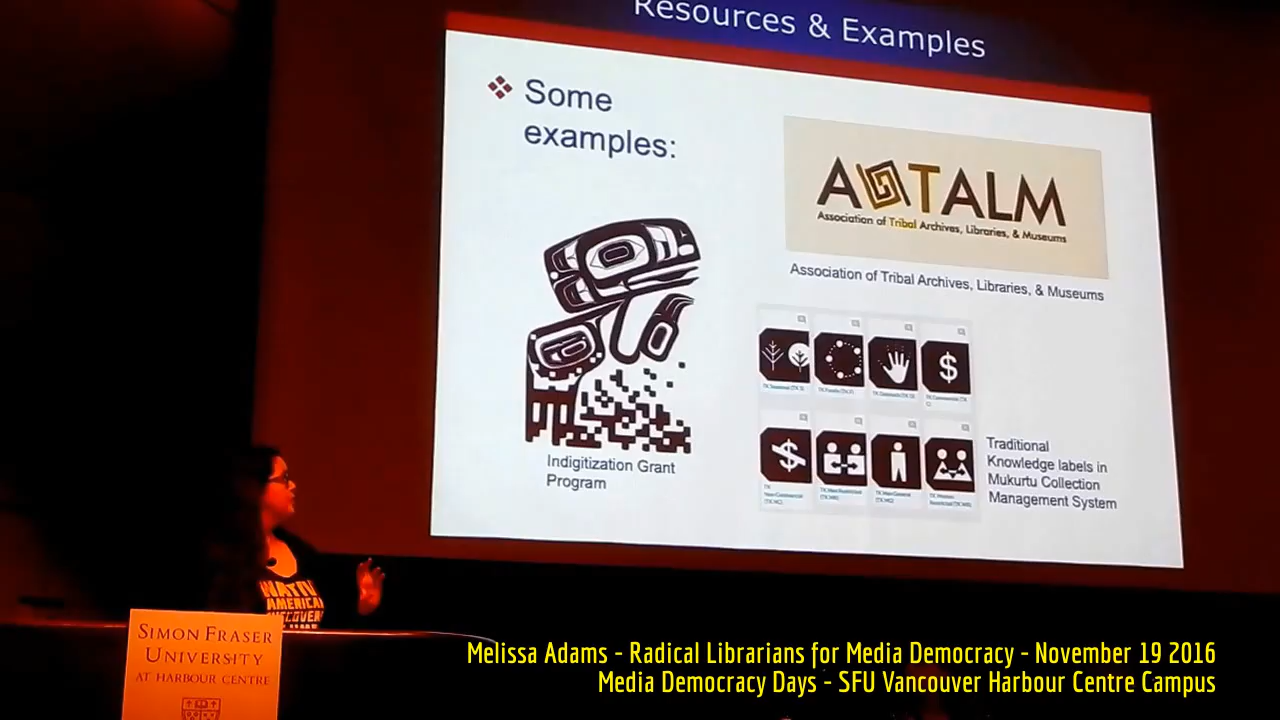 Resources & Examples
Some
examples:
ATALM
Association of Tribal Archives, Libraries, & Museums
Association of Tribal Archives, Libraries, & Museums
Indigitization Grant
Program
Traditional
Knowledge labels in
Mukurtu Collection
Management System
AMERICAN
SIMON FRASER
UNIVERSITY
AT HARBOUR CENTRE
Melissa Adams - Radical Librarians for Media Democracy - November 19 2016
Media Democracy Days - SFU Vancouver Harbour Centre Campus